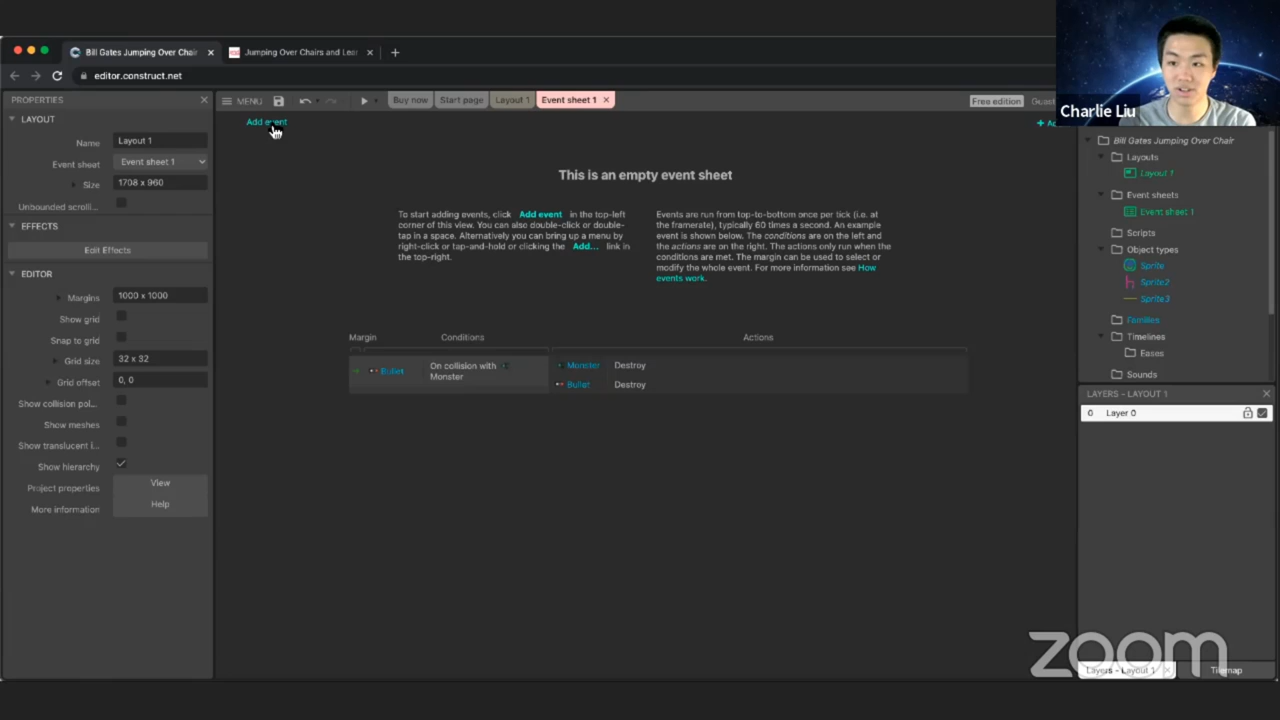 Bill Gates Jumping Over Chair
Jumping Over Chairs and Lear
editor.construct.net
Charlie Liu
PROPERTIES
LAYOUT
Name
Layout 1
Event sheet
Event sheet 1
Size
1708 x 960
Unbounded scrolli...
EFFECTS
Edit Effects
EDITOR
Margins
1000 x 1000
Show grid
Snap to grid
Grid size
32 x 32
Grid offset
0, 0
Show collision pol...
Show meshes
Show translucent i...
Show hierarchy
Project properties
View
More information
Help
MENU
Buy now
Start page
Layout 1
Event sheet 1
Free edition
Guest
Add event
This is an empty event sheet
To start adding events, click Add event in the top-left
corner of this view. You can also double-click or double-
tap in a space. Alternatively you can bring up a menu by
right-click or tap-and-hold or clicking the Add... link in
the top-right.
Events are run from top-to-bottom once per tick (i.e. at
the framerate), typically 60 times a second. An example
event is shown below. The conditions are on the left and
the actions are on the right. The actions only run when the
conditions are met. The margin can be used to select or
modify the whole event. For more information see How
events work.
Margin
Conditions
Actions
Bullet
On collision with
Monster
Monster
Destroy
Bullet
Destroy
Bill Gates Jumping Over Chair
Layouts
Layout 1
Event sheets
Event sheet 1
Scripts
Object types
Sprite
Sprite2
Sprite3
Families
Timelines
Eases
Sounds
LAYERS - LAYOUT 1
0 Layer 0
Layers - Layout 1
Tilemap
zoom